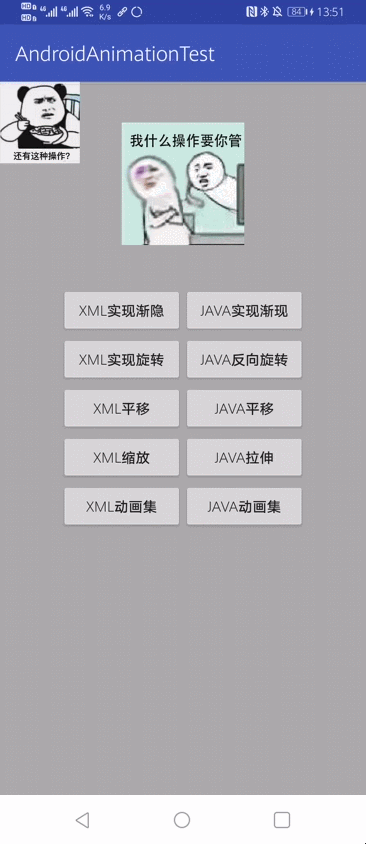 HD 4G 4G 6.9 K/s 84 13:51
HD
AndroidAnimationTest
还有这种操作?
我什么操作要你管
XML实现渐隐 JAVA实现渐现
XML实现旋转 JAVA反向旋转
XML平移 JAVA平移
XML缩放 JAVA拉伸
XML动画集 JAVA动画集